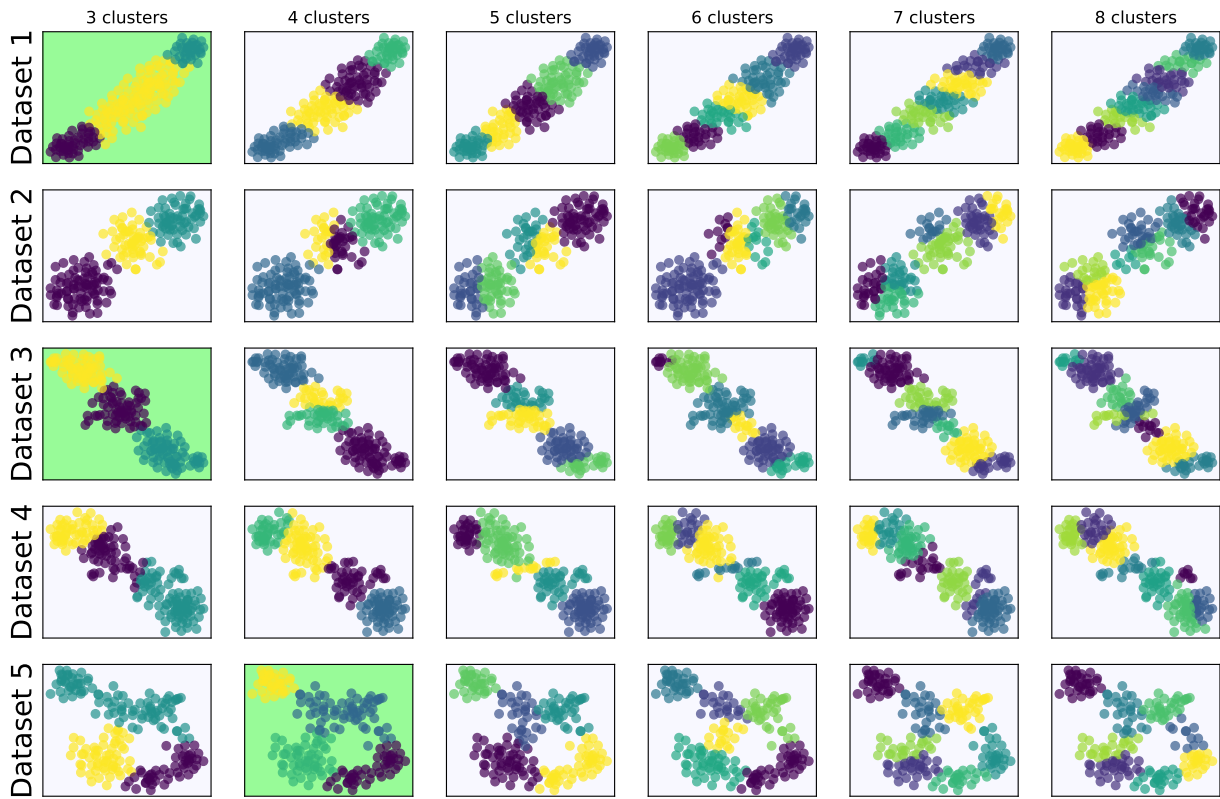 3 clusters 4 clusters 5 clusters 6 clusters 7 clusters 8 clusters
Dataset 1
Dataset 2
Dataset 3
Dataset 4
Dataset 5